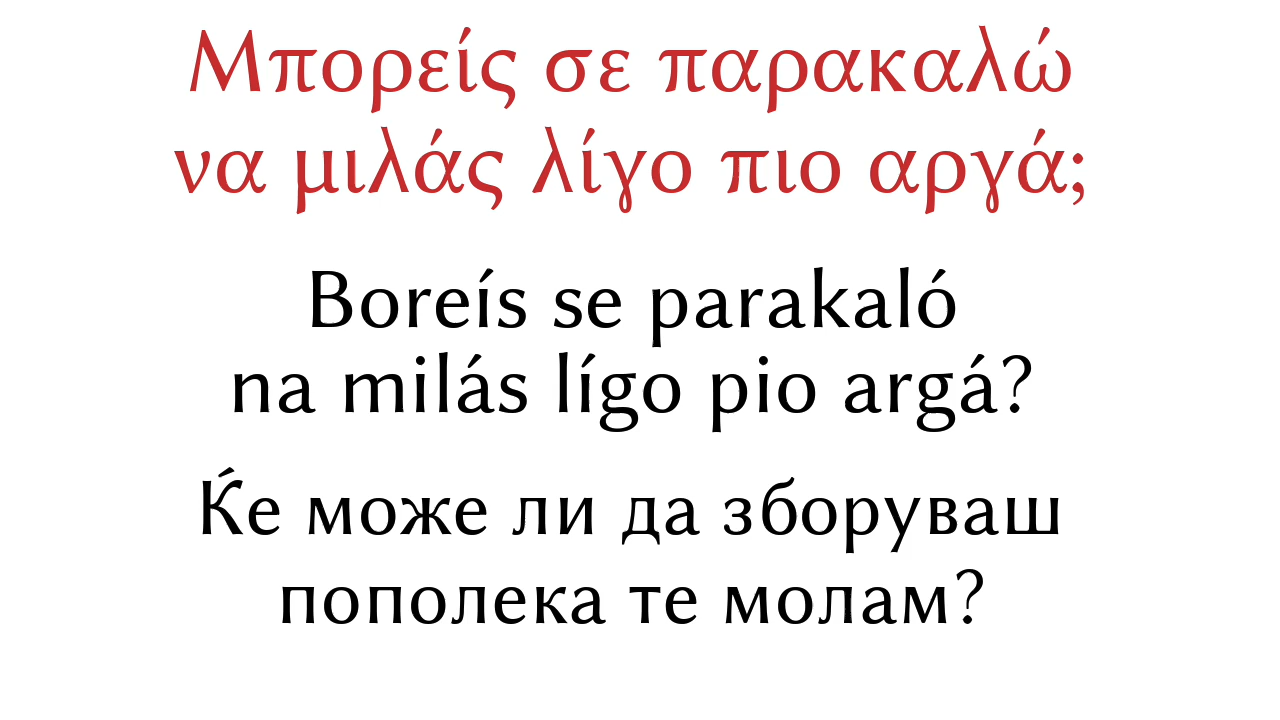 Μπορείς σε παρακαλώ
να μιλάς λίγο πιο αργά;
Boreís se parakaló
na milás lígo pio argá?
Ќе може ли да зборуваш
пополека те молам?